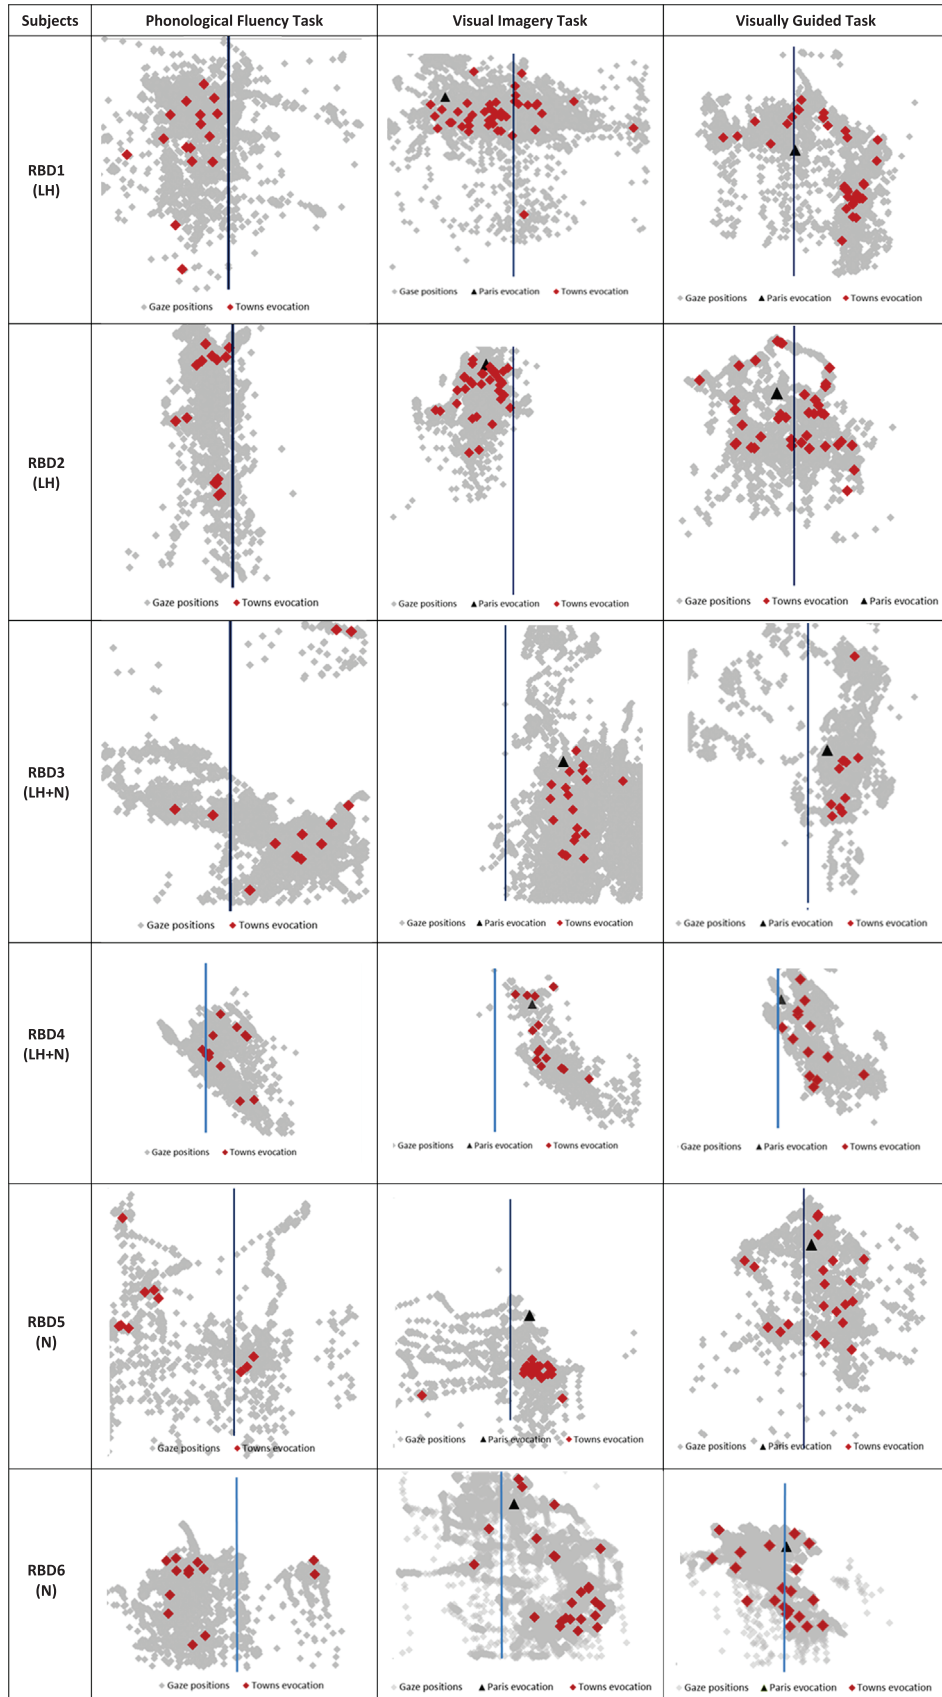 Subjects Phonological Fluency Task Visual Imagery Task Visually Guided Task
RBD1
(LH)
Gaze positions Towns evocation
Gase positions Paris evocation Towns evocation
Gaze positions Paris evocation Towns evocation
RBD2
(LH)
Gaze positions Towns evocation
Gaze positions Paris evocation Towns evocation
Gaze positions Towns evocation Paris evocation
RBD3
(LH+N)
Gaze positions Towns evocation
Gaze positions Paris evocation Towns evocation
Gaze positions Paris evocation Towns evocation
RBD4
(LH+N)
Gaze positions Towns evocation
Gaze positions Paris evocation Towns evocation
Gaze positions Paris evocation Towns evocation
RBD5
(N)
Gaze positions Towns evocation
Gaze positions Paris evocation Towns evocation
Gaze positions Paris evocation Towns evocation
RBD6
(N)
Gaze positions Towns evocation
Gaze positions Paris evocation Towns evocation
Gaze positions Paris evocation Towns evocation